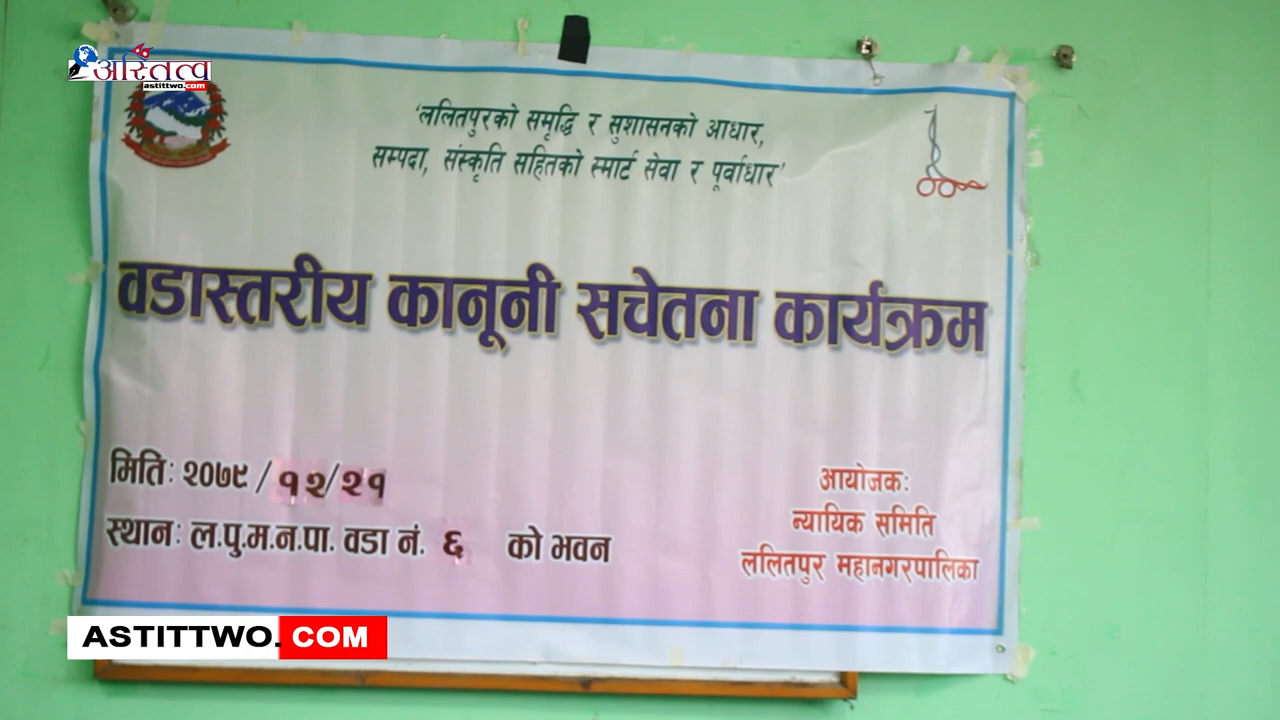 अस्तित्व
astittwo.com
'ललितपुरको समृद्धि र सुशासनको आधार,
सम्पदा, संस्कृति सहितको स्मार्ट सेवा र पूर्वाधार'
वडास्तरीय कानूनी सचेतना कार्यक्रम
मिति: २०७९/१२/२१
स्थान: ल.पु.म.न.पा. वडा नं. ६ को भवन
आयोजक:
न्यायिक समिति
ललितपुर महानगरपालिका
ASTITTWO.COM